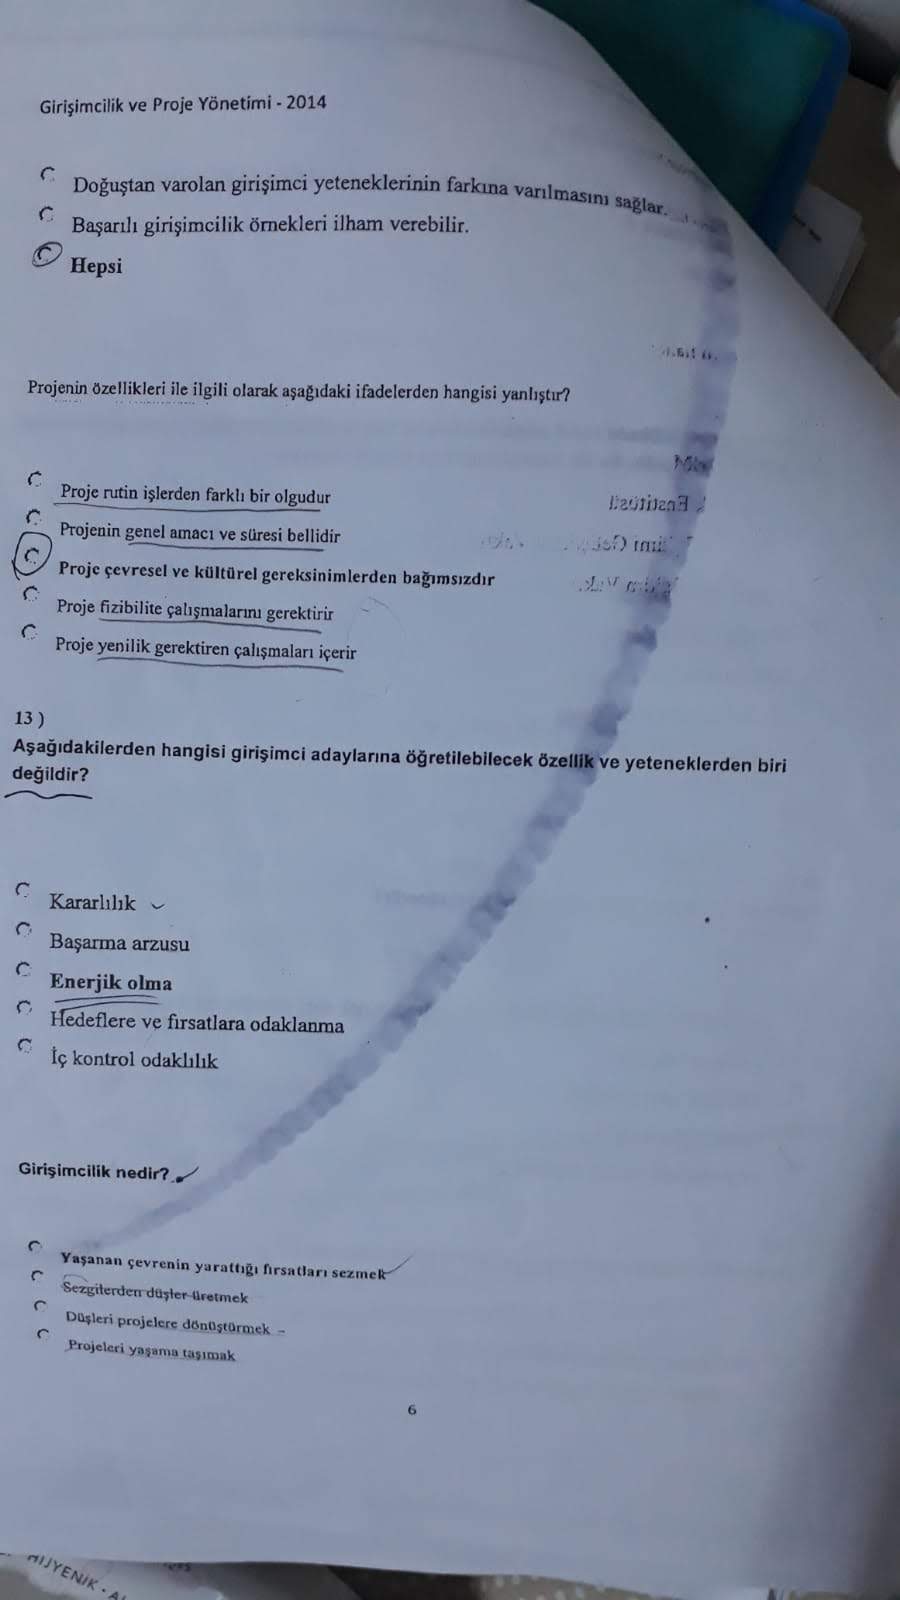 Girişimcilik ve Proje Yönetimi - 2014
Doğuştan varolan girişimci yeteneklerinin farkına varılmasını sağlar.
Başarılı girişimcilik örnekleri ilham verebilir.
Hepsi
Projenin özellikleri ile ilgili olarak aşağıdaki ifadelerden hangisi yanlıştır?
Proje rutin işlerden farklı bir olgudur
Projenin genel amacı ve süresi bellidir
Proje çevresel ve kültürel gereksinimlerden bağımsızdır
Proje fizibilite çalışmalarını gerektirir
Proje yenilik gerektiren çalışmaları içerir
13 )
Aşağıdakilerden hangisi girişimci adaylarına öğretilebilecek özellik ve yeteneklerden biri
değildir?
Kararlılık
Başarma arzusu
Enerjik olma
Hedeflere ve fırsatlara odaklanma
İç kontrol odaklılık
Girişimcilik nedir?
Yaşanan çevrenin yarattığı fırsatları sezmek
Sezgilerden düşler üretmek
Düşleri projelere dönüştürmek
Projeleri yaşama taşımak
6
HİJYENİK